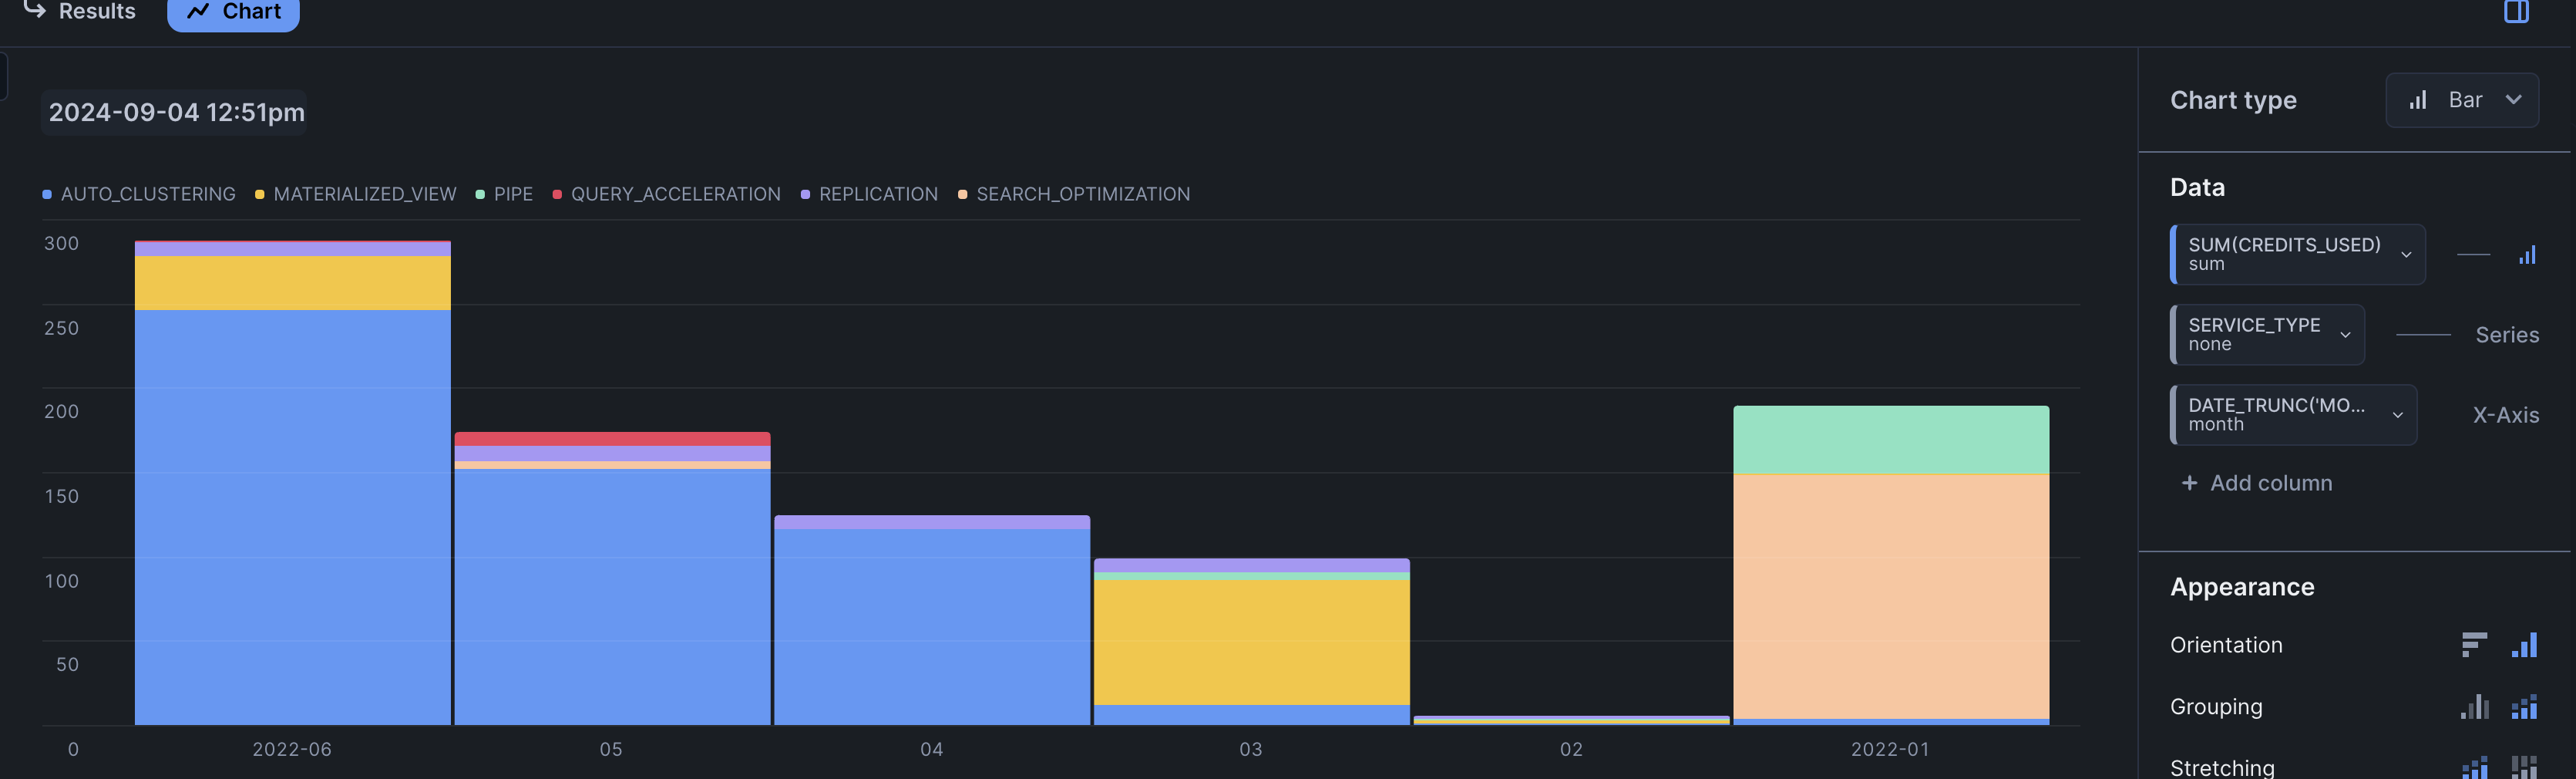 Results
Chart
2024-09-04 12:51pm
AUTO_CLUSTERING MATERIALIZED_VIEW PIPE QUERY_ACCELERATION REPLICATION SEARCH_OPTIMIZATION
300
250
200
150
100
50
0
2022-06 05 04 03 02 2022-01
Chart type
Bar
Data
SUM(CREDITS_USED)
sum
SERVICE_TYPE
none
Series
DATE_TRUNC('MO...
month
X-Axis
+ Add column
Appearance
Orientation
Grouping
Stretching